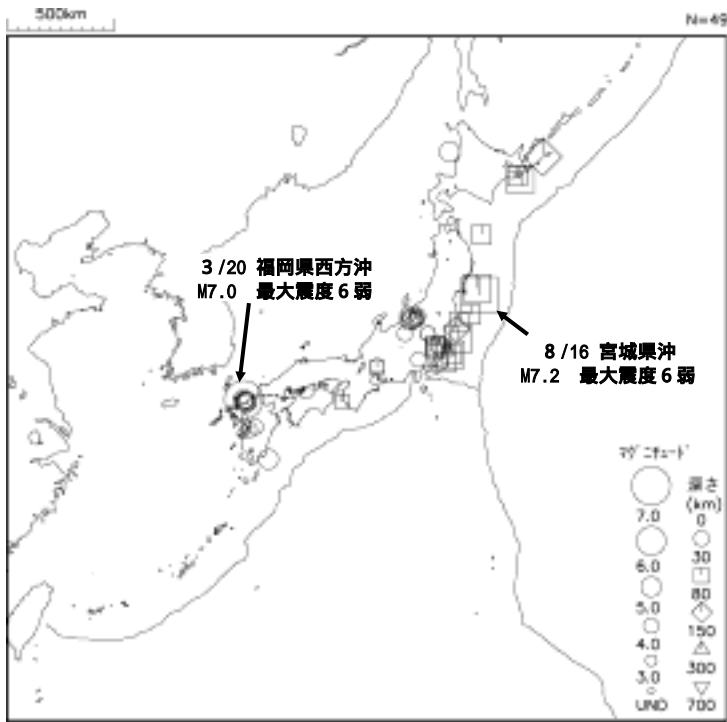 500km
N=49
3/20 福岡県西方沖
M7.0 最大震度6弱
8/16 宮城県沖
M7.2 最大震度6弱
マグニチュード
7.0
6.0
5.0
4.0
3.0
UND
深さ
(km)
0
30
80
150
300
700